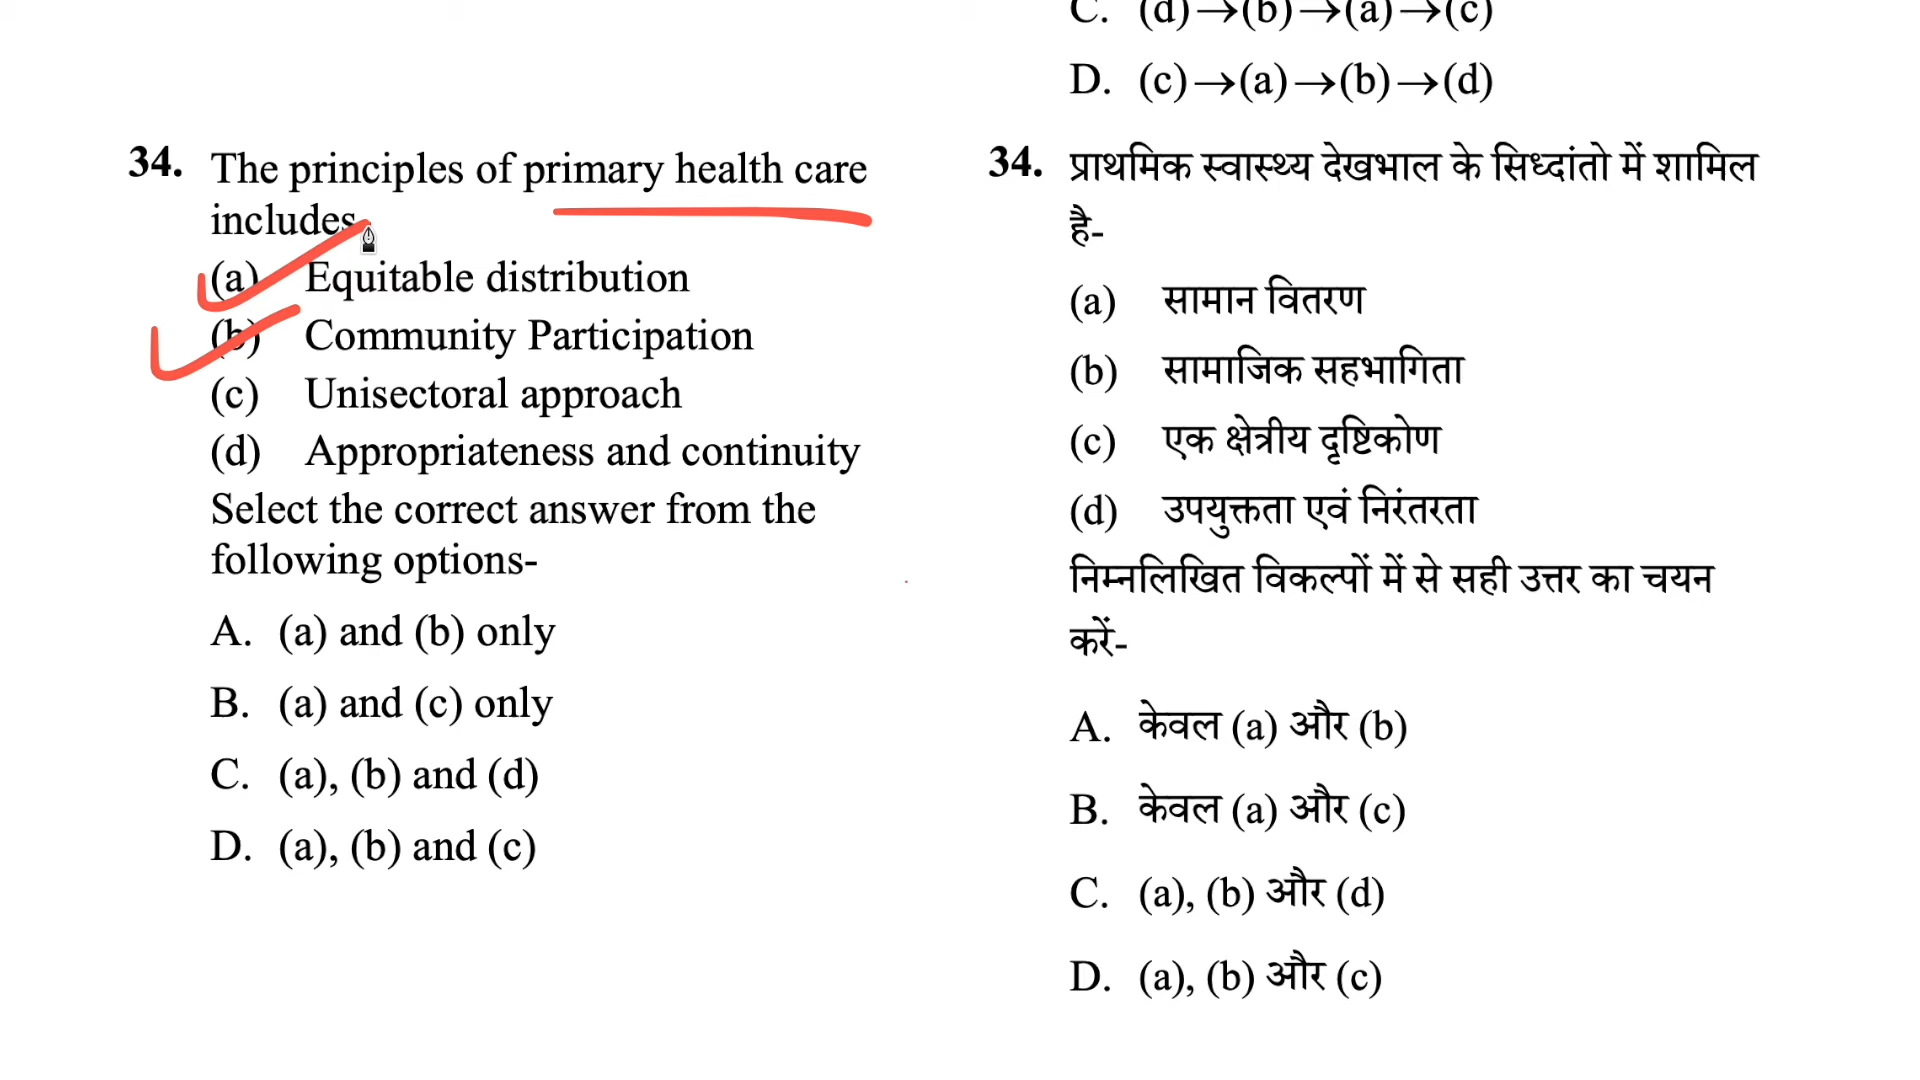 C. (d)→(b)→(a)→(c)
D. (c)→(a)→(b)→(d)
34. The principles of primary health care
includes
(a) Equitable distribution
(b) Community Participation
(c) Unisectoral approach
(d) Appropriateness and continuity
Select the correct answer from the
following options-
A. (a) and (b) only
B. (a) and (c) only
C. (a), (b) and (d)
D. (a), (b) and (c)
34. प्राथमिक स्वास्थ्य देखभाल के सिध्दांतो में शामिल
है-
(a) सामान वितरण
(b) सामाजिक सहभागिता
(c) एक क्षेत्रीय दृष्टिकोण
(d) उपयुक्तता एवं निरंतरता
निम्नलिखित विकल्पों में से सही उत्तर का चयन
करें-
A. केवल (a) और (b)
B. केवल (a) और (c)
C. (a), (b) और (d)
D. (a), (b) और (c)